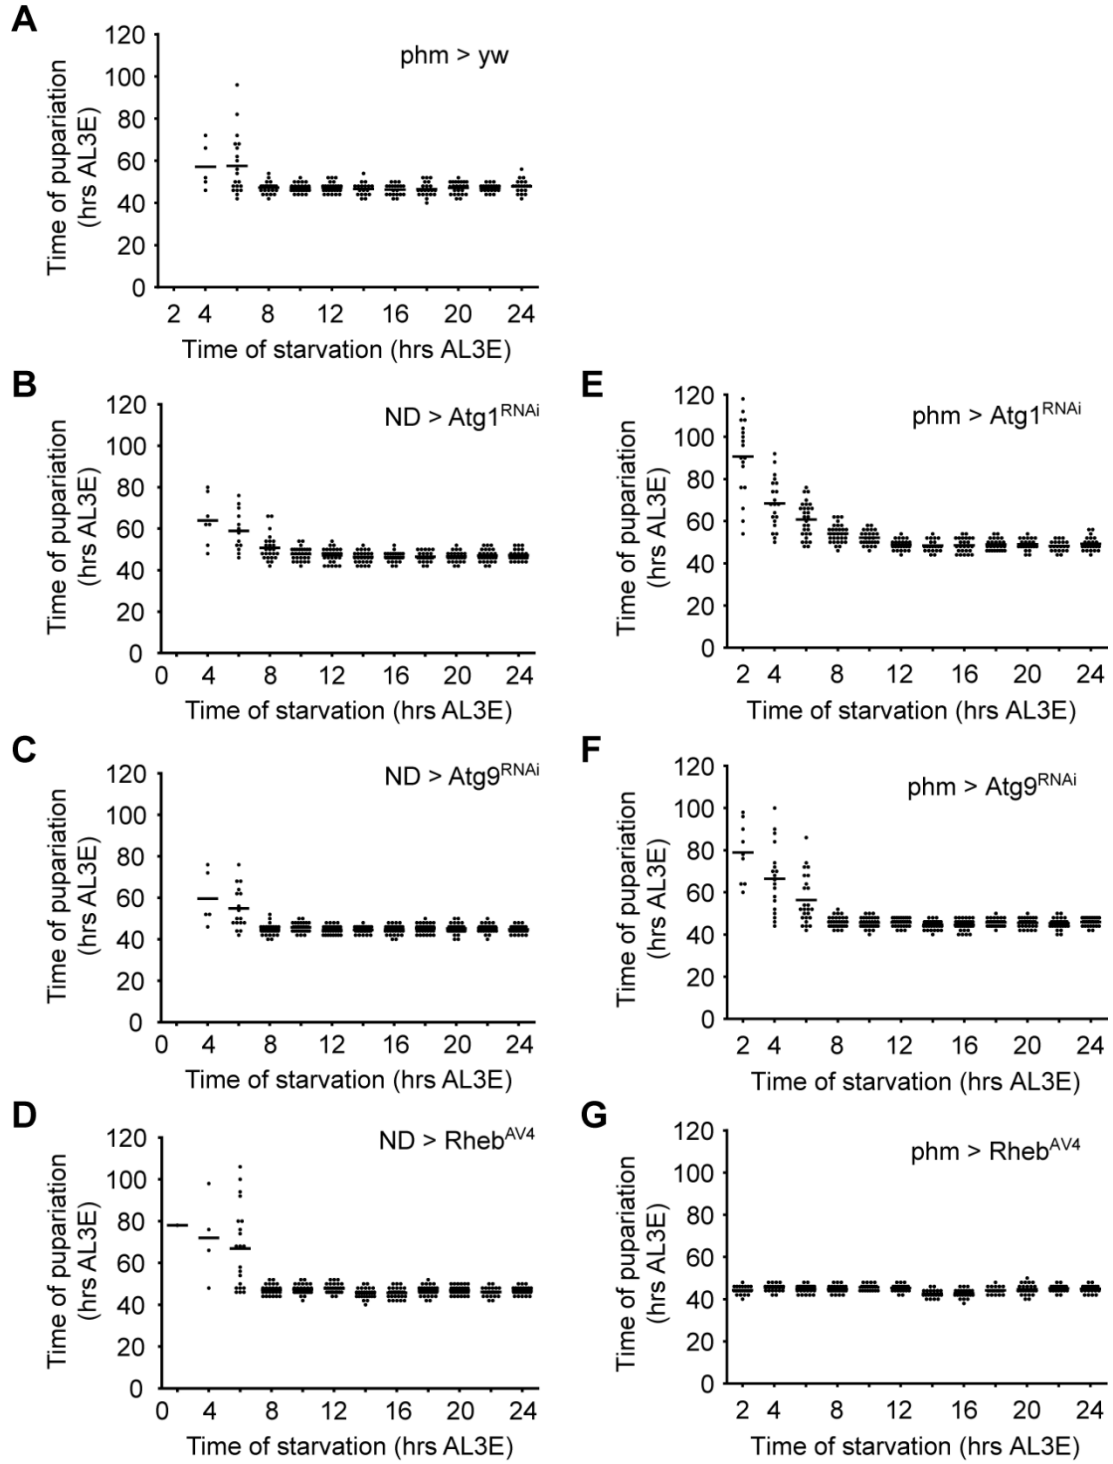 A
phm > yw
Time of pupariation
(hrs AL3E)
120
100
80
60
40
20
0
2 4 8 12 16 20 24
Time of starvation (hrs AL3E)
B
ND > Atg1RNAi
Time of pupariation
(hrs AL3E)
120
100
80
60
40
20
0
0 4 8 12 16 20 24
Time of starvation (hrs AL3E)
E
phm > Atg1RNAi
Time of pupariation
(hrs AL3E)
120
100
80
60
40
20
0
2 4 8 12 16 20 24
Time of starvation (hrs AL3E)
C
ND > Atg9RNAi
Time of pupariation
(hrs AL3E)
120
100
80
60
40
20
0
0 4 8 12 16 20 24
Time of starvation (hrs AL3E)
F
phm > Atg9RNAi
Time of pupariation
(hrs AL3E)
120
100
80
60
40
20
0
2 4 8 12 16 20 24
Time of starvation (hrs AL3E)
D
ND > RhebAV4
Time of pupariation
(hrs AL3E)
120
100
80
60
40
20
0
0 4 8 12 16 20 24
Time of starvation (hrs AL3E)
G
phm > RhebAV4
Time of pupariation
(hrs AL3E)
120
100
80
60
40
20
0
2 4 8 12 16 20 24
Time of starvation (hrs AL3E)